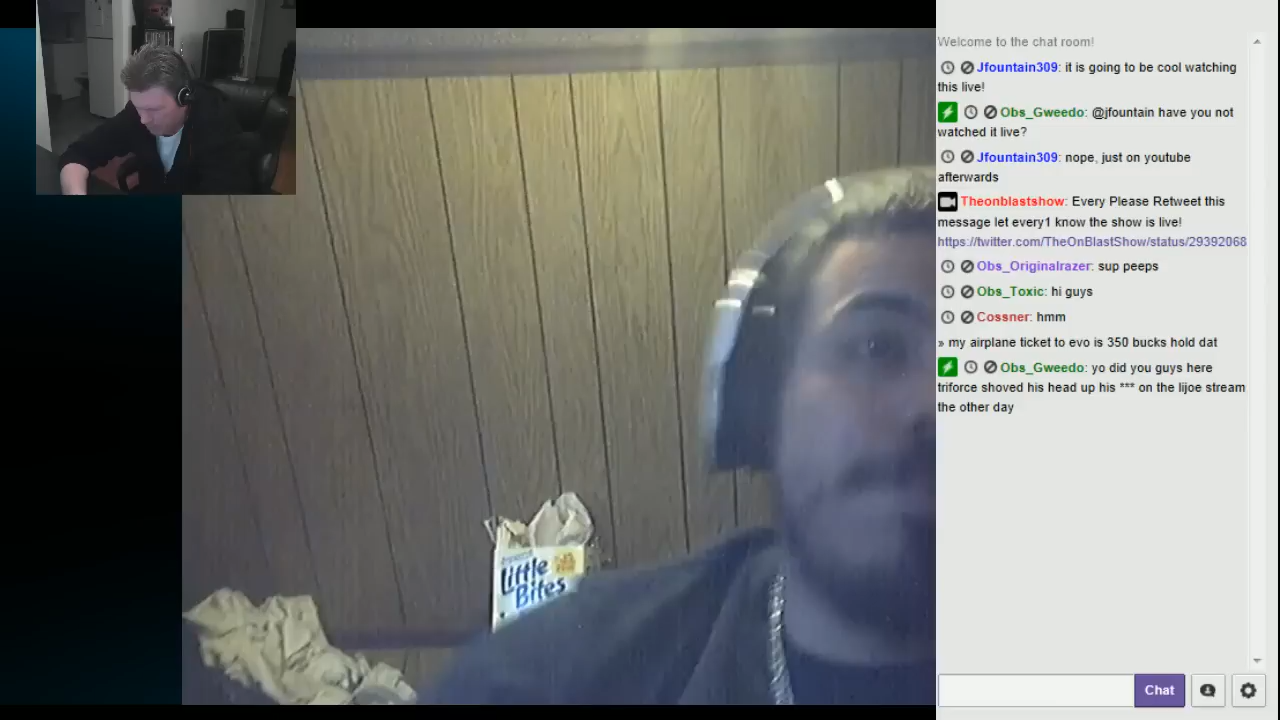 Welcome to the chat room!
Jfountain309: it is going to be cool watching
this live!
Obs_Gweedo: @jfountain have you not
watched it live?
Jfountain309: nope, just on youtube
afterwards
Theonblastshow: Every Please Retweet this
message let every1 know the show is live!
https://twitter.com/TheOnBlastShow/status/29392068
Obs_Originalrazer: sup peeps
Obs_Toxic: hi guys
Cossner: hmm
» my airplane ticket to evo is 350 bucks hold dat
Obs_Gweedo: yo did you guys here
triforce shoved his head up his *** on the lijoe stream
the other day
Little
Bites
Chat